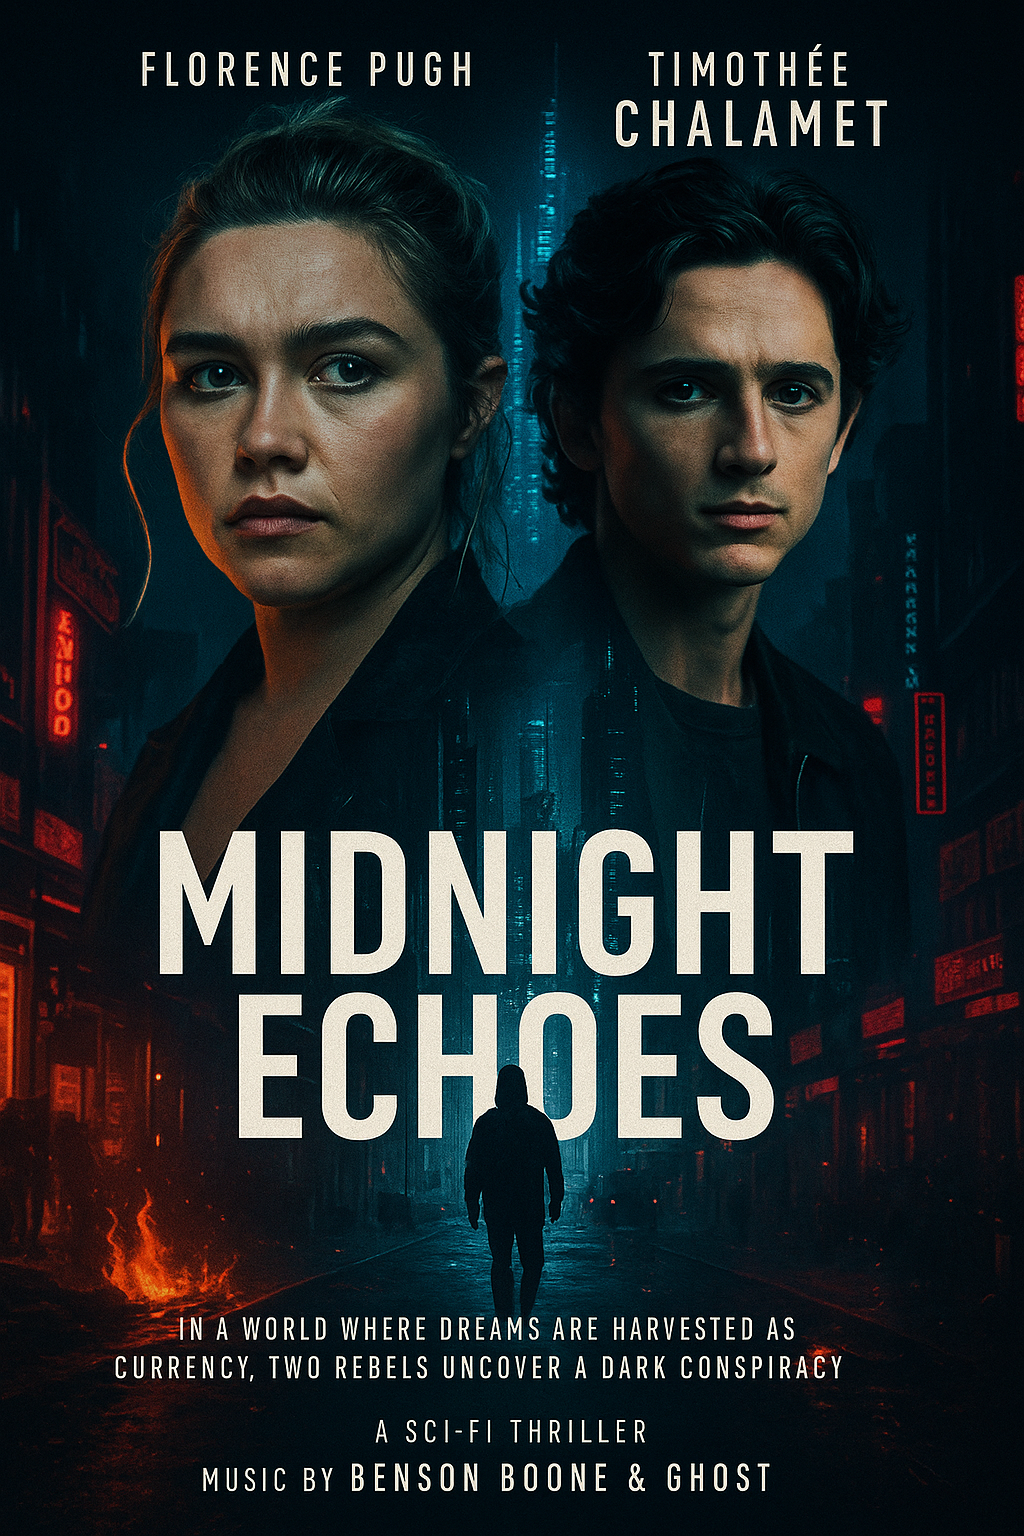 FLORENCE PUGH
TIMOTHÉE
CHALAMET
MIDNIGHT
ECHOES
IN A WORLD WHERE DREAMS ARE HARVESTED AS
CURRENCY, TWO REBELS UNCOVER A DARK CONSPIRACY
A SCI-FI THRILLER
MUSIC BY BENSON BOONE & GHOST